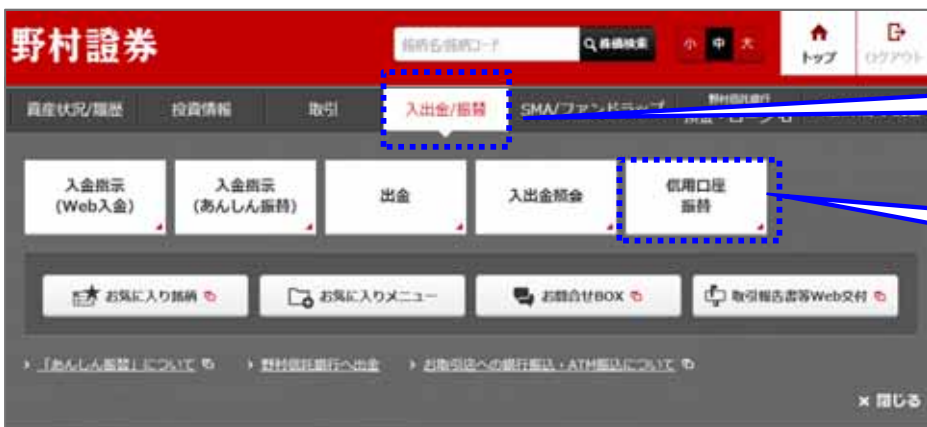 野村證券
銘柄名/銘柄コード
株価検索
小 中 大
トップ
ログアウト
資産状況/履歴 投資情報 取引 入出金/振替 SMA/ファンドラップ 野村信託銀行
入金指示
(Web入金)
入金指示
(あんしん振替)
出金
入出金照会
信用口座
振替
お気に入り銘柄
お気に入りメニュー
お問合せBOX
取引報告書等Web交付
「あんしん振替」について
野村信託銀行へ出金
お取引店への銀行振込・ATM振込について
× 閉じる